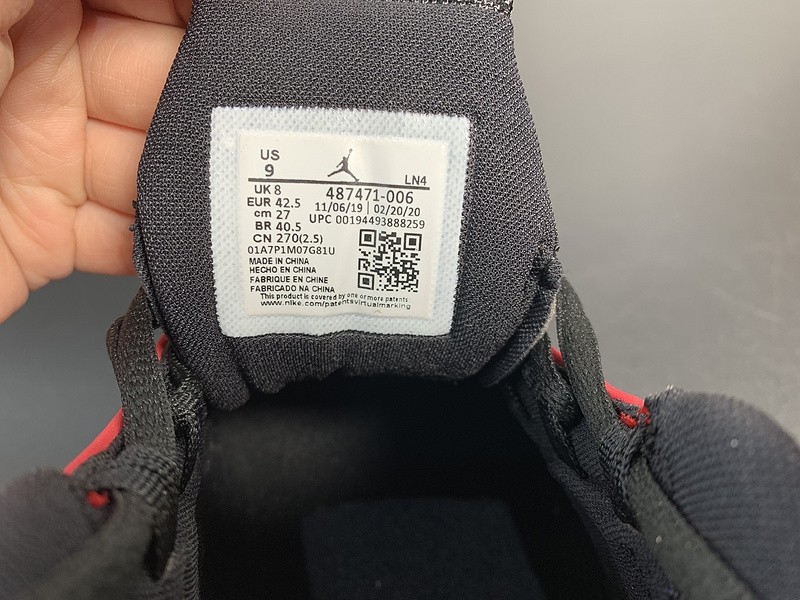 US
9
LN4
UK 8
EUR 42.5
cm 27
BR 40.5
CN 270(2.5)
487471-006
11/06/19 | 02/20/20
UPC 00194493888259
01A7P1M07G81U
MADE IN CHINA
HECHO EN CHINA
FABRIQUE EN CHINE
FABRICADO NA CHINA
This product is covered by one or more patents
www.nike.com/patentsvirtualmarking